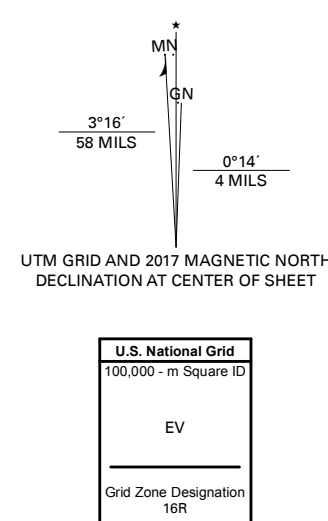 ★
MN
GN
3°16´
58 MILS
0°14´
4 MILS
UTM GRID AND 2017 MAGNETIC NORTH
DECLINATION AT CENTER OF SHEET
U.S. National Grid
100,000 - m Square ID
EV
Grid Zone Designation
16R